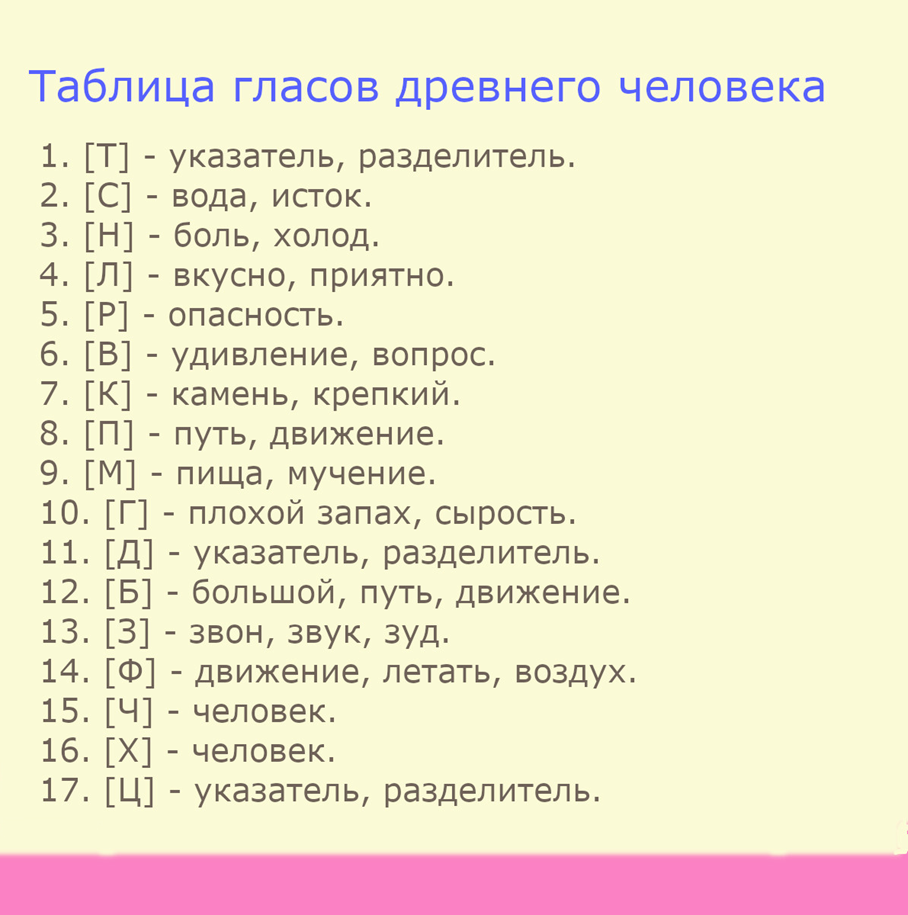 Таблица гласов древнего человека
1. [Т] - указатель, разделитель.
2. [С] - вода, исток.
3. [Н] - боль, холод.
4. [Л] - вкусно, приятно.
5. [Р] - опасность.
6. [В] - удивление, вопрос.
7. [К] - камень, крепкий.
8. [П] - путь, движение.
9. [М] - пища, мучение.
10. [Г] - плохой запах, сырость.
11. [Д] - указатель, разделитель.
12. [Б] - большой, путь, движение.
13. [З] - звон, звук, зуд.
14. [Ф] - движение, летать, воздух.
15. [Ч] - человек.
16. [Х] - человек.
17. [Ц] - указатель, разделитель.